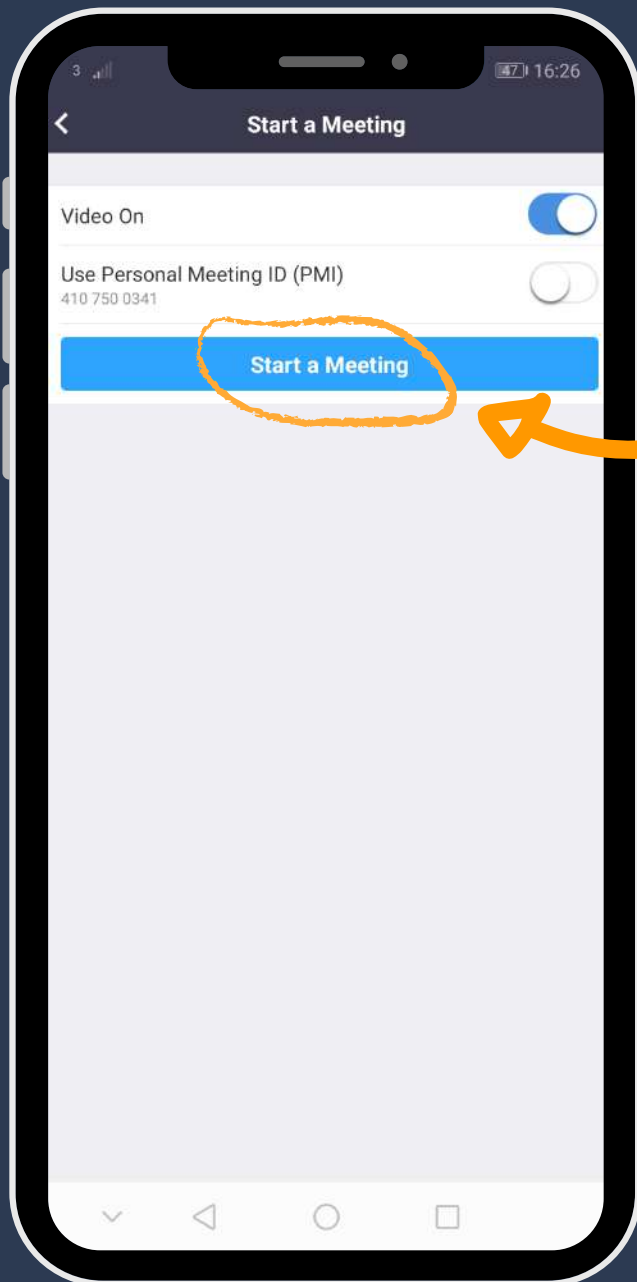 3
47 16:26
Start a Meeting
Video On
Use Personal Meeting ID (PMI)
410 750 0341
Start a Meeting